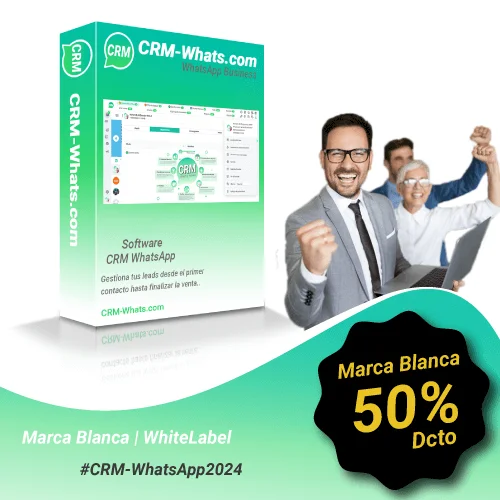 CRM
CRM-Whats.com
WhatsApp Business
CRM
CRM-Whats.com
CRM
Software
CRM WhatsApp
Gestiona tus leads desde el primer
contacto hasta finalizar la venta..
CRM-Whats.com
Marca Blanca
50%
Dcto
Marca Blanca | WhiteLabel
#CRM-WhatsApp2024